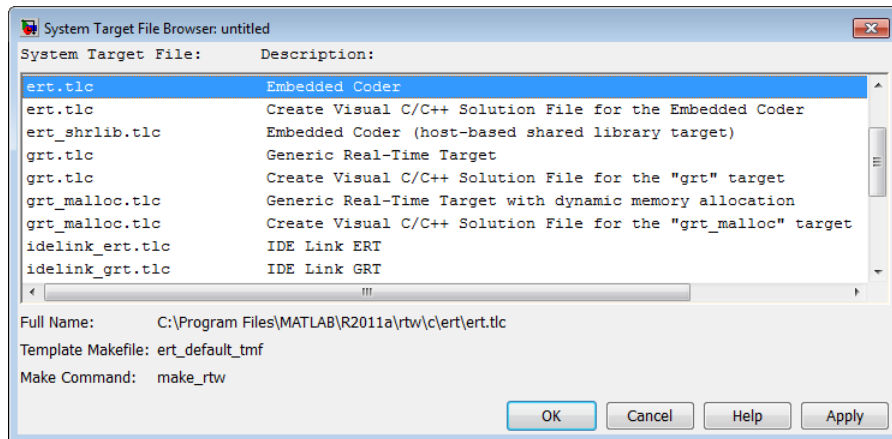 System Target File Browser: untitled
System Target File: Description:
ert.tlc Embedded Coder
ert.tlc Create Visual C/C++ Solution File for the Embedded Coder
ert_shrlib.tlc Embedded Coder (host-based shared library target)
grt.tlc Generic Real-Time Target
grt.tlc Create Visual C/C++ Solution File for the "grt" target
grt_malloc.tlc Generic Real-Time Target with dynamic memory allocation
grt_malloc.tlc Create Visual C/C++ Solution File for the "grt_malloc" target
idelink_ert.tlc IDE Link ERT
idelink_grt.tlc IDE Link GRT
Full Name: C:\Program Files\MATLAB\R2011a\rtw\c\ert\ert.tlc
Template Makefile: ert_default_tmf
Make Command: make_rtw
OK Cancel Help Apply